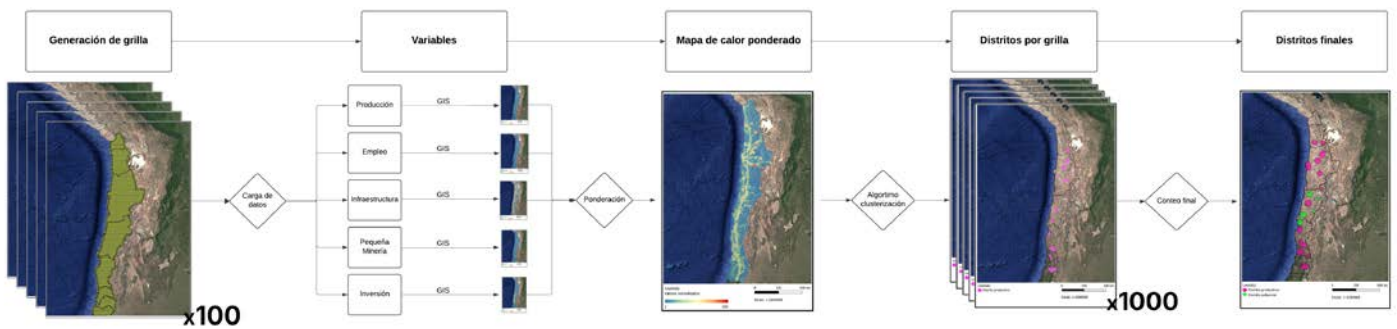 Generación de grilla
Variables
Mapa de calor ponderado
Distritos por grilla
Distritos finales
x100
Carga de
datos
Producción
GIS
Empleo
GIS
Infraestructura
GIS
Pequeña
Minería
GIS
Inversión
GIS
Ponderación
Algoritmo
clusterización
x1000
Conteo final